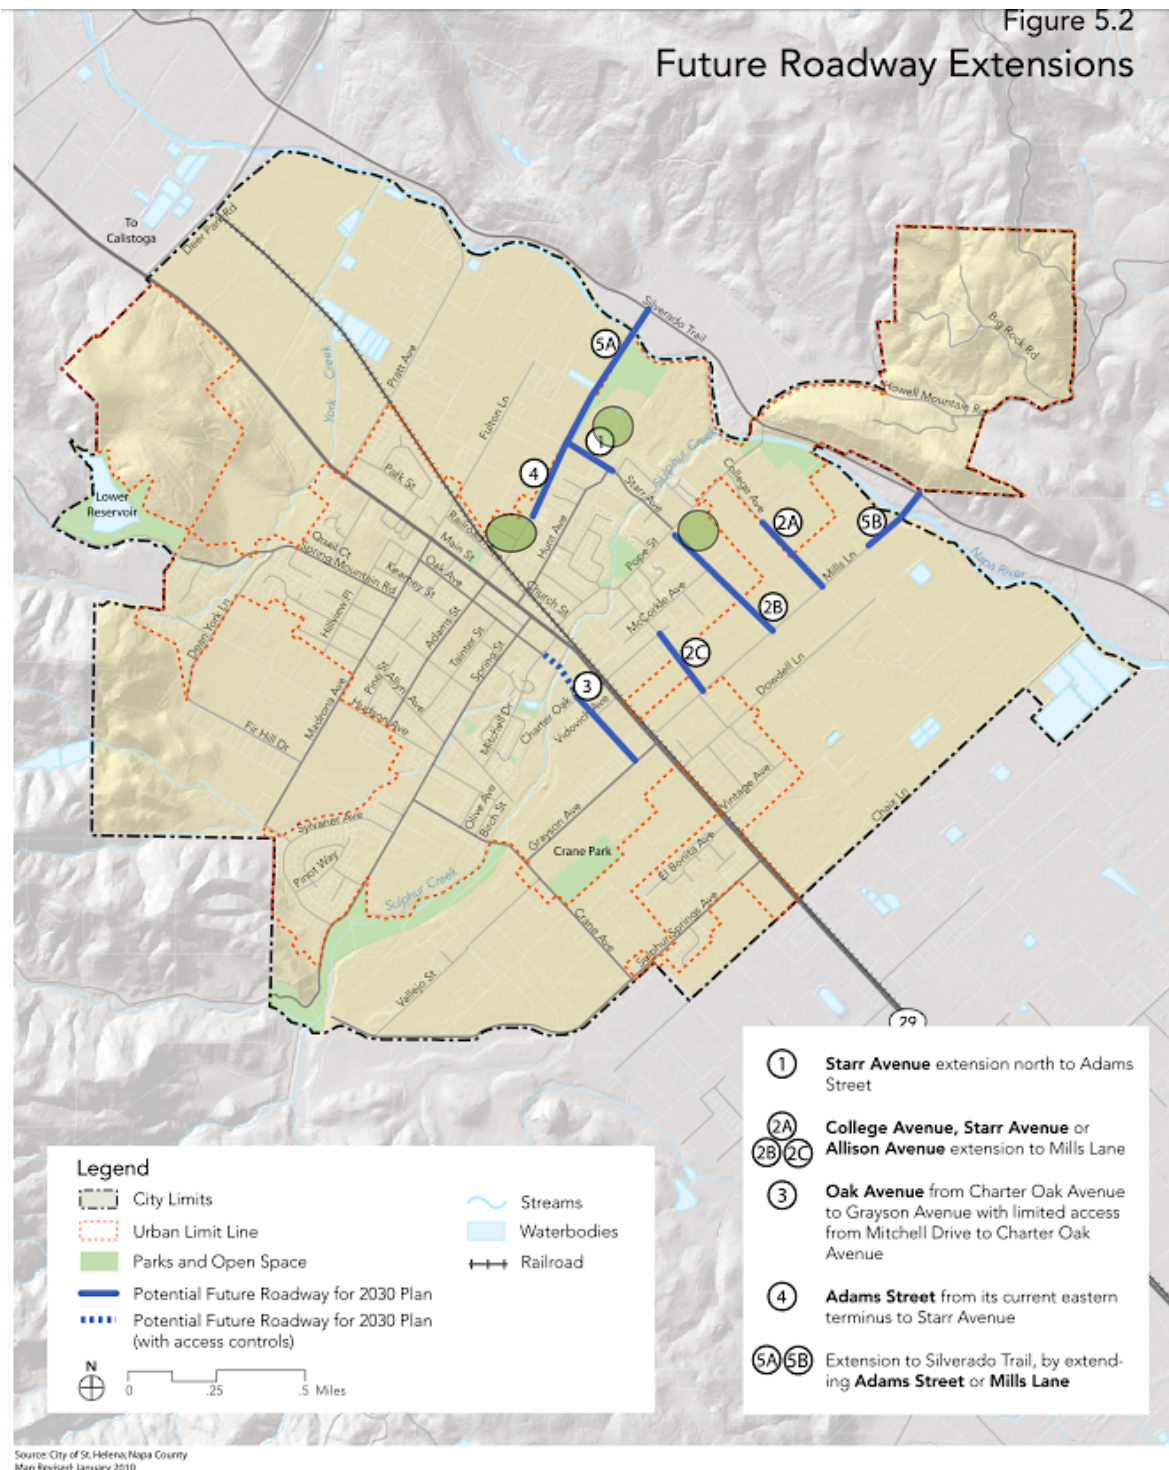 Figure 5.2
Future Roadway Extensions
To
Calistoga
Deer Park Rd
Silverado Trail
5A
Big Rock Rd
Howell Mountain Rd
York Creek
Pratt Ave
Fulton Ln
1
Sulphur Creek
4
Park St
Starr Ave
College Ave
Lower
Reservoir
2A
5B
Railroad
Main St
Hunt Ave
Pope St
Mills Ln
Napa River
Quail Ct
Spring Mountain Rd
Oak Ave
Kearney St
Church St
McCorkle Ave
2B
Dean York Ln
Hillview Pl
Adams St
Tainter St
Spring St
2C
Dowdell Ln
Pine
Allyn Ave
Hudson Ave
Madrona Ave
Mitchell Dr
Charter Oak
3
Vidovich Ave
Fir Hill Dr
Vintage Ave
Chaix Ln
Olive Ave
Birch St
Grayson Ave
Sylvaner Ave
Pinot Way
Crane Park
El Bonita Ave
Sulphur Creek
Crane Ave
Sulphur Springs Ave
Vallejo St
29
1 Starr Avenue extension north to Adams
Street
2A College Avenue, Starr Avenue or
2B 2C Allison Avenue extension to Mills Lane
3 Oak Avenue from Charter Oak Avenue
to Grayson Avenue with limited access
from Mitchell Drive to Charter Oak
Avenue
4 Adams Street from its current eastern
terminus to Starr Avenue
5A 5B Extension to Silverado Trail, by extend-
ing Adams Street or Mills Lane
Legend
City Limits
Urban Limit Line
Parks and Open Space
Potential Future Roadway for 2030 Plan
Potential Future Roadway for 2030 Plan
(with access controls)
Streams
Waterbodies
Railroad
N
0 .25 .5 Miles
Source: City of St. Helena; Napa County
Map Revised: January 2010